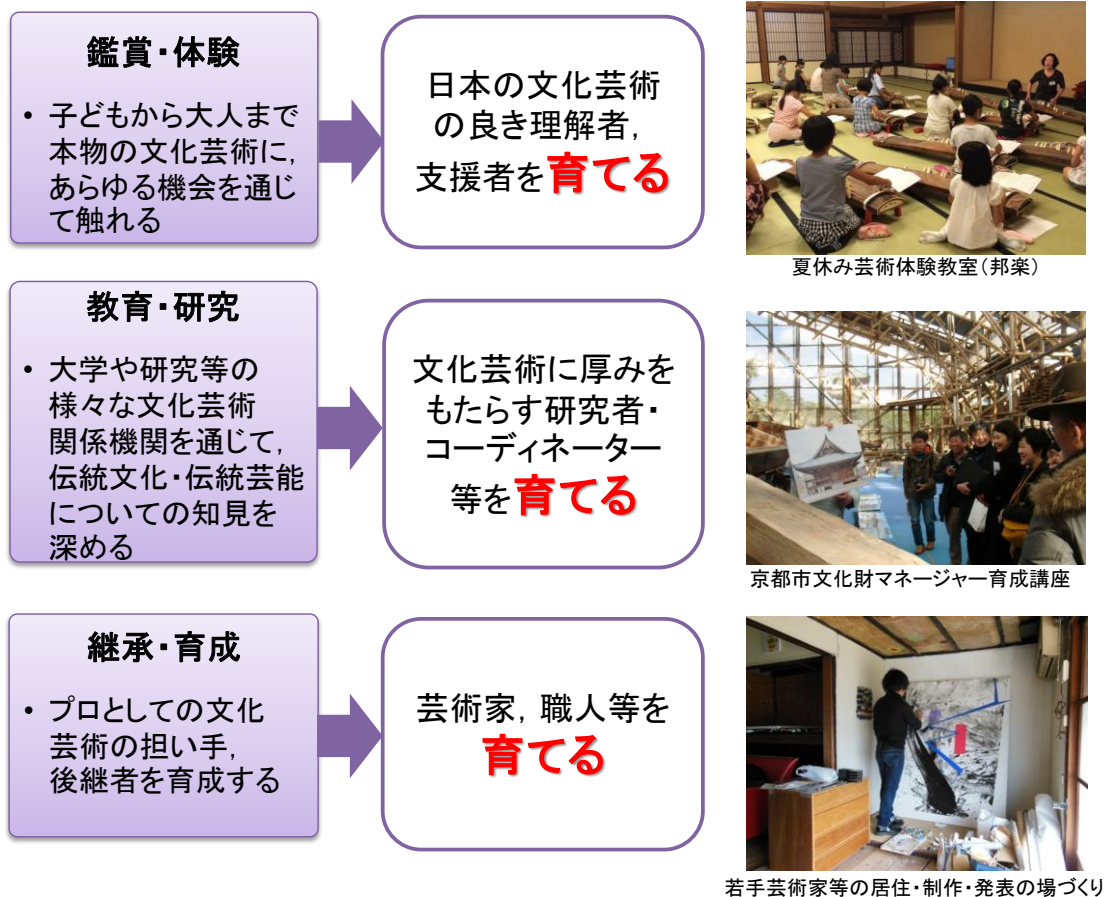 鑑賞・体験
• 子どもから大人まで
本物の文化芸術に，
あらゆる機会を通じ
て触れる
日本の文化芸術
の良き理解者，
支援者を育てる
夏休み芸術体験教室（邦楽）
教育・研究
• 大学や研究等の
様々な文化芸術
関係機関を通じて，
伝統文化・伝統芸能
についての知見を
深める
文化芸術に厚みを
もたらす研究者・
コーディネーター
等を育てる
京都市文化財マネージャー育成講座
継承・育成
• プロとしての文化
芸術の担い手，
後継者を育成する
芸術家，職人等を
育てる
若手芸術家等の居住・制作・発表の場づくり